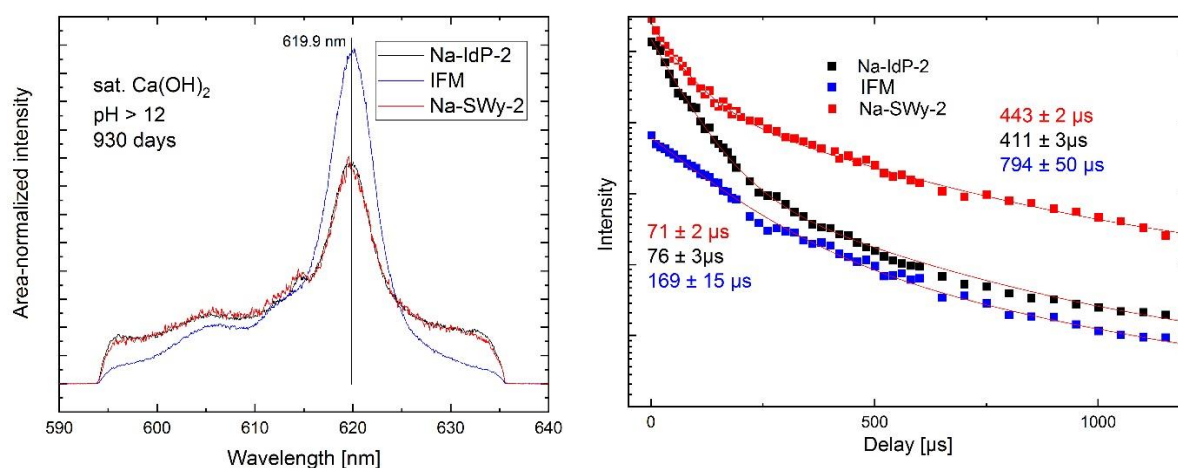 619.9 nm
Na-IdP-2
IFM
Na-SWy-2
sat. Ca(OH)2
pH > 12
930 days
Area-normalized intensity
590 600 610 620 630 640
Wavelength [nm]
Na-IdP-2
IFM
Na-SWy-2
443 ± 2 µs
411 ± 3µs
794 ± 50 µs
71 ± 2 µs
76 ± 3µs
169 ± 15 µs
Intensity
0 500 1000
Delay [µs]